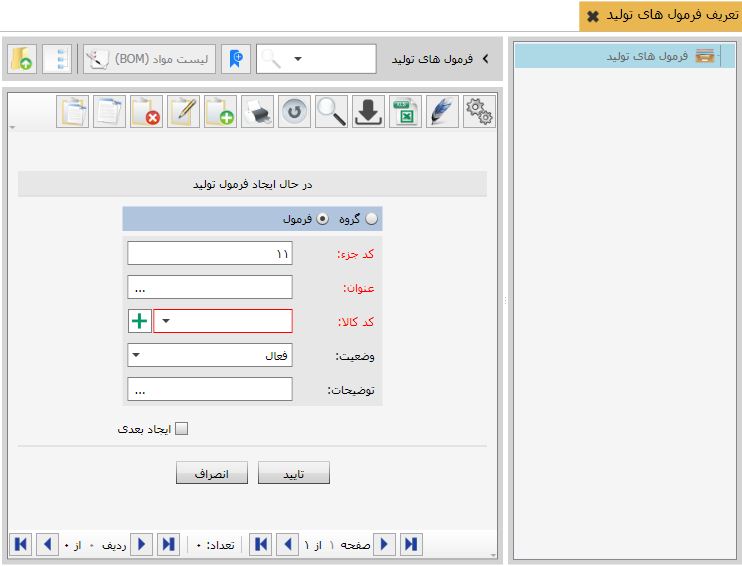 تعریف فرمول های تولید
فرمول های تولید
فرمول های تولید
لیست مواد (BOM)
در حال ایجاد فرمول تولید
گروه فرمول
کد جزء: ۱۱
عنوان: ...
کد کالا:
وضعیت: فعال
توضیحات: ...
ایجاد بعدی
تایید انصراف
صفحه ۱ از ۱ تعداد: ۰ ردیف ۰ از ۰